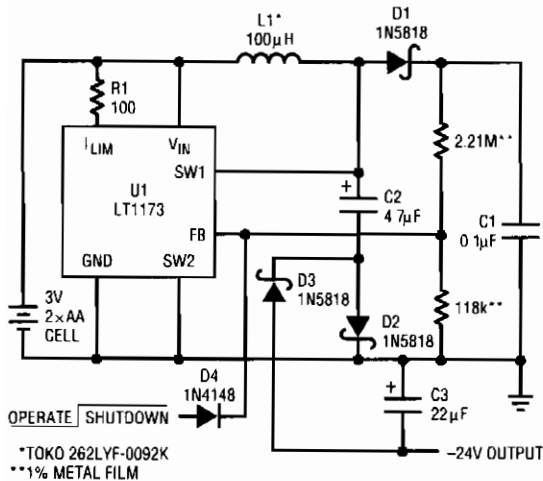 L1*
100μH
D1
1N5818
R1
100
I LIM
V IN
SW1
U1
LT1173
FB
GND
SW2
2.21M**
C2
4 7μF
C1
0 1μF
D3
1N5818
118k**
D2
1N5818
3V
2×AA
CELL
D4
1N4148
C3
22μF
OPERATE SHUTDOWN
–24V OUTPUT
*TOKO 262LYF-0092K
**1% METAL FILM